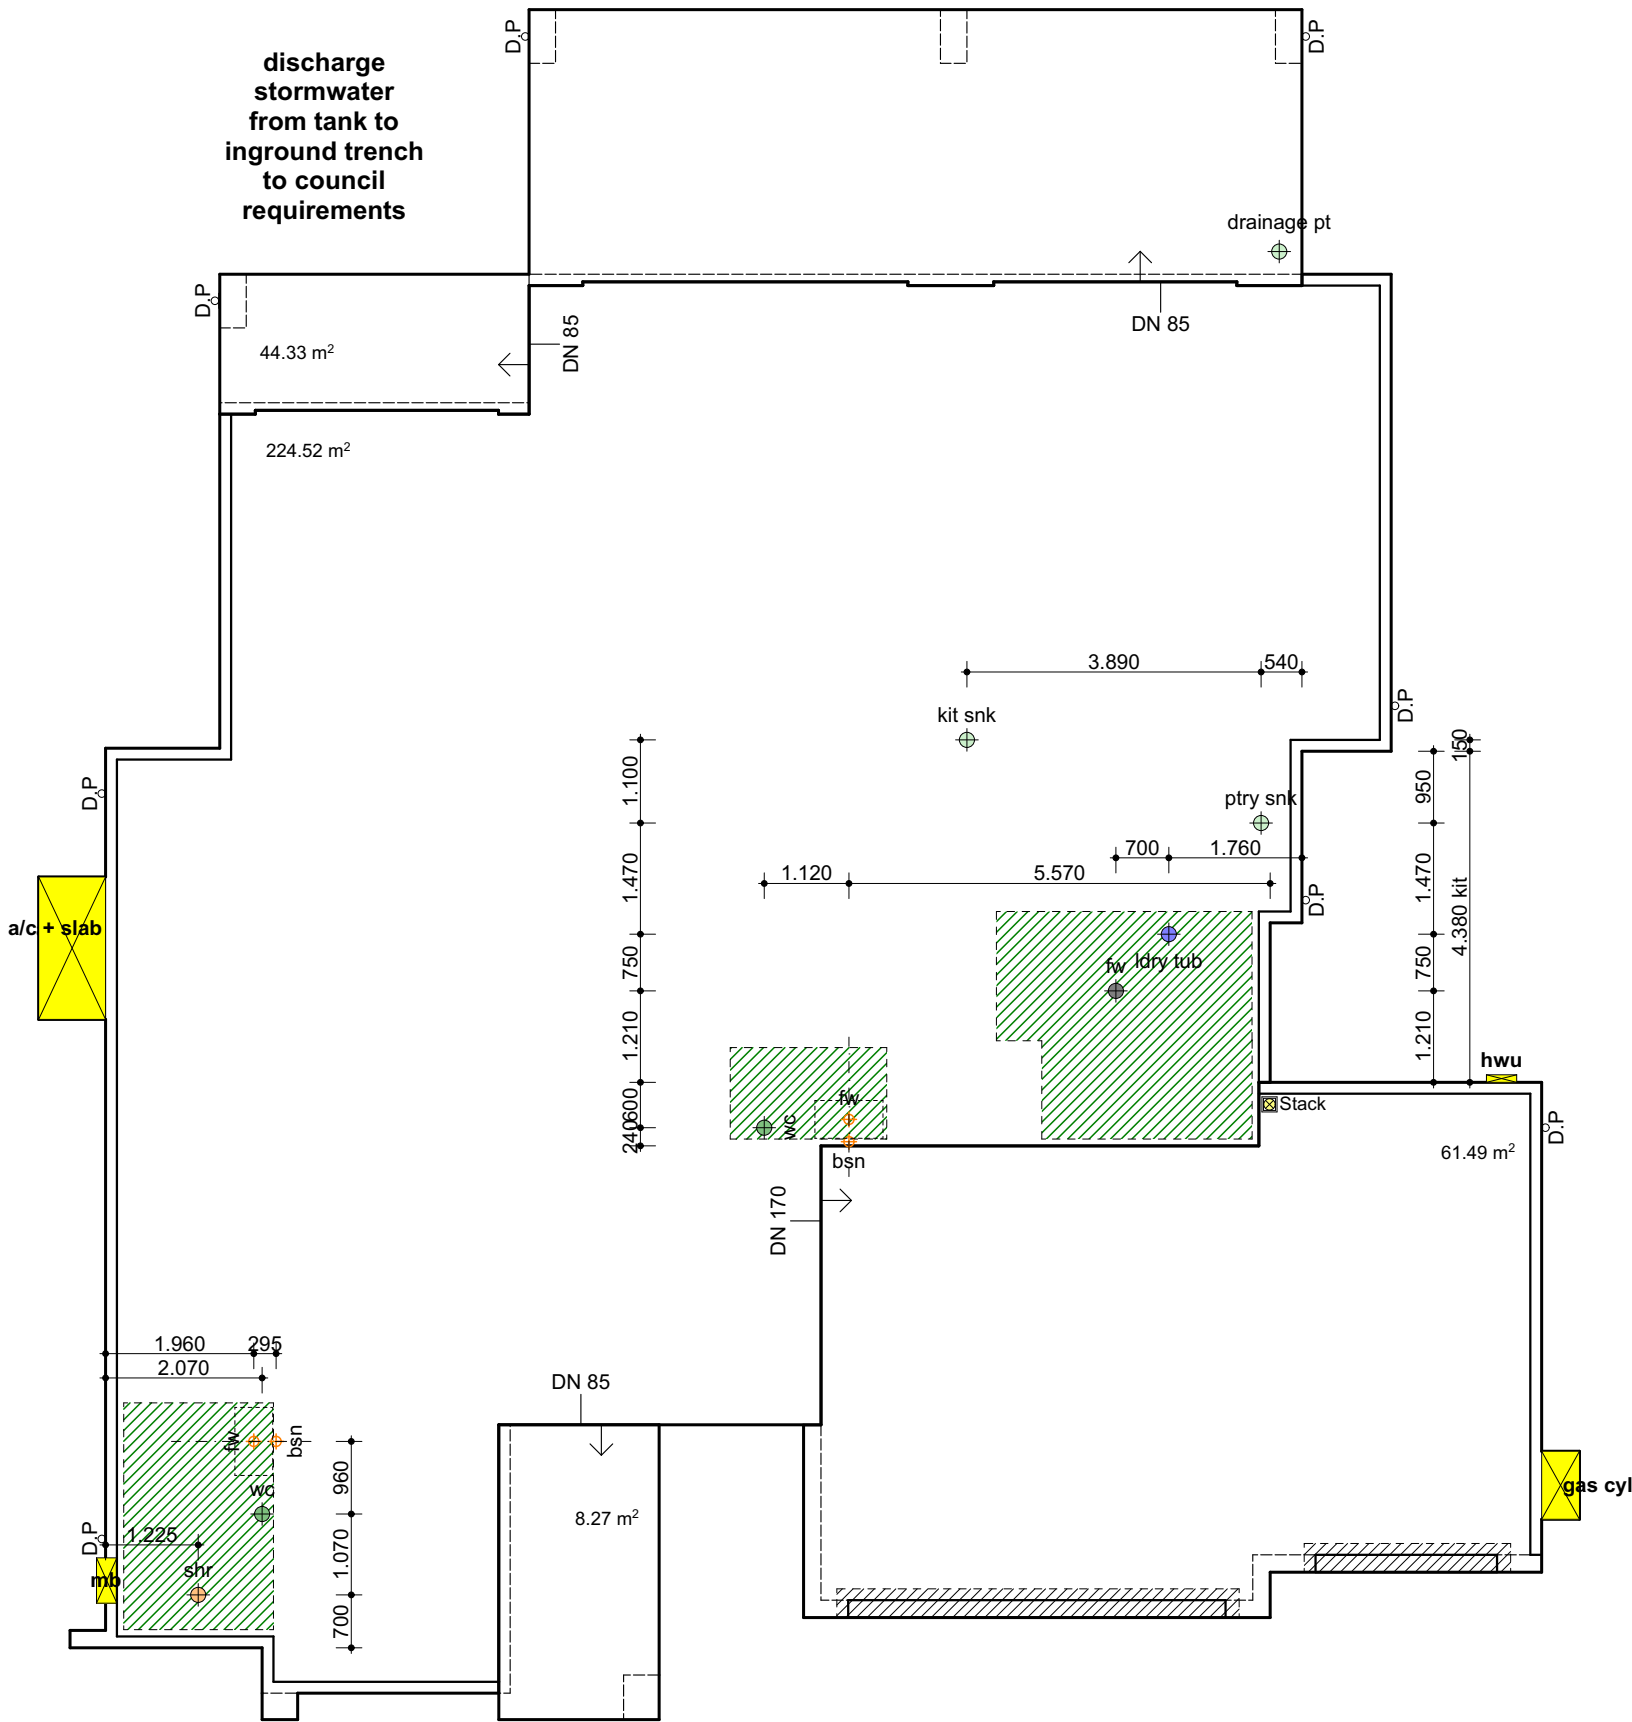 D.P
D.P
discharge
stormwater
from tank to
inground trench
to council
requirements
drainage pt
D.P
DN 85
DN 85
44.33 m²
224.52 m²
3.890
540
kit snk
D.P
150
1.100
950
D.P
ptry snk
700
1.760
1.120
5.570
1.470
1.470
D.P
4.380 kit
a/c + slab
ldry tub
fw
750
750
1.210
1.210
hwu
fw
600
wc
Stack
240
bsn
D.P
61.49 m²
DN 170
1.960
295
2.070
DN 85
fw
bsn
960
wc
gas cyl
8.27 m²
D.P
1.225
1.070
shr
mb
700